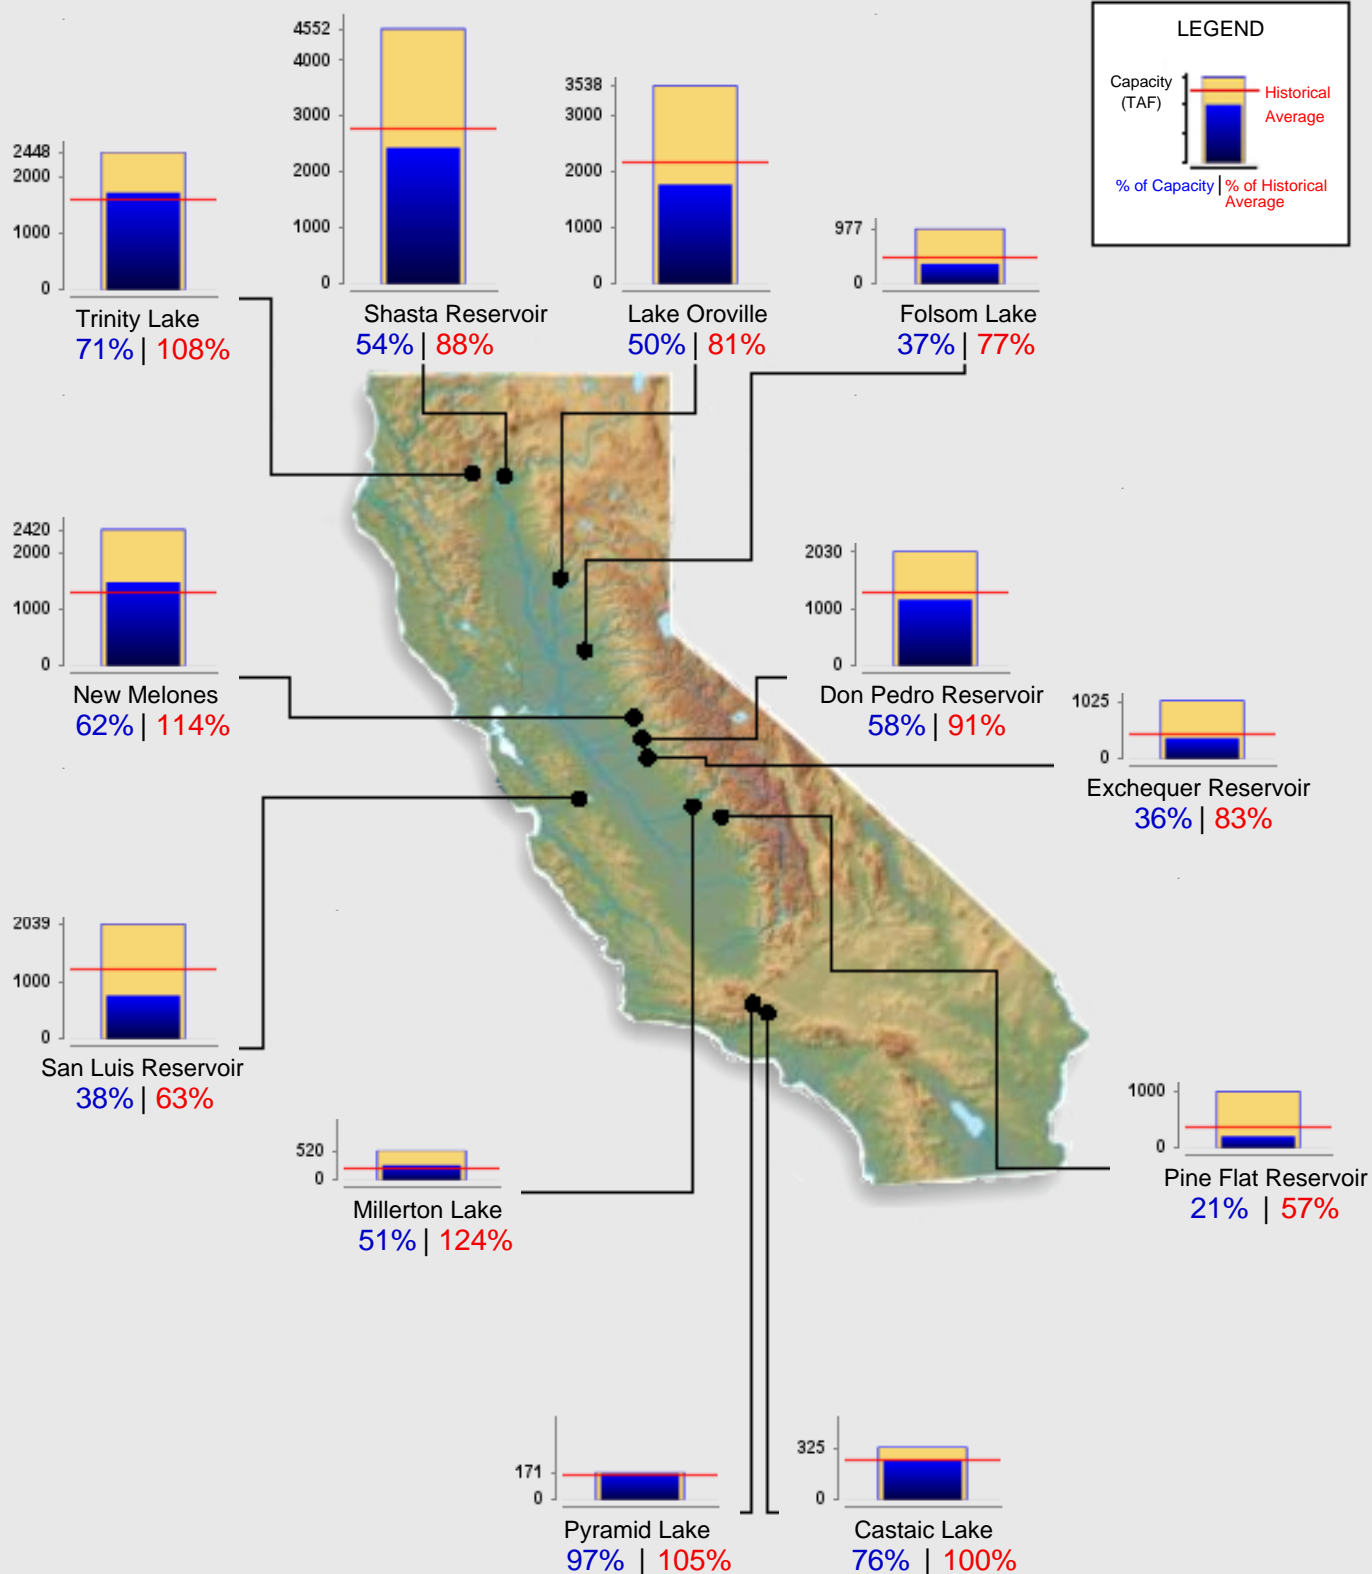 LEGEND
Capacity
(TAF)
Historical
Average
% of Capacity | % of Historical
Average
4552
4000
3000
2000
1000
0
Shasta Reservoir
54% | 88%
3538
3000
2000
1000
0
Lake Oroville
50% | 81%
2448
2000
1000
0
Trinity Lake
71% | 108%
977
0
Folsom Lake
37% | 77%
2420
2000
1000
0
New Melones
62% | 114%
2030
1000
0
Don Pedro Reservoir
58% | 91%
1025
0
Exchequer Reservoir
36% | 83%
2039
1000
0
San Luis Reservoir
38% | 63%
520
0
Millerton Lake
51% | 124%
1000
0
Pine Flat Reservoir
21% | 57%
171
0
Pyramid Lake
97% | 105%
325
0
Castaic Lake
76% | 100%